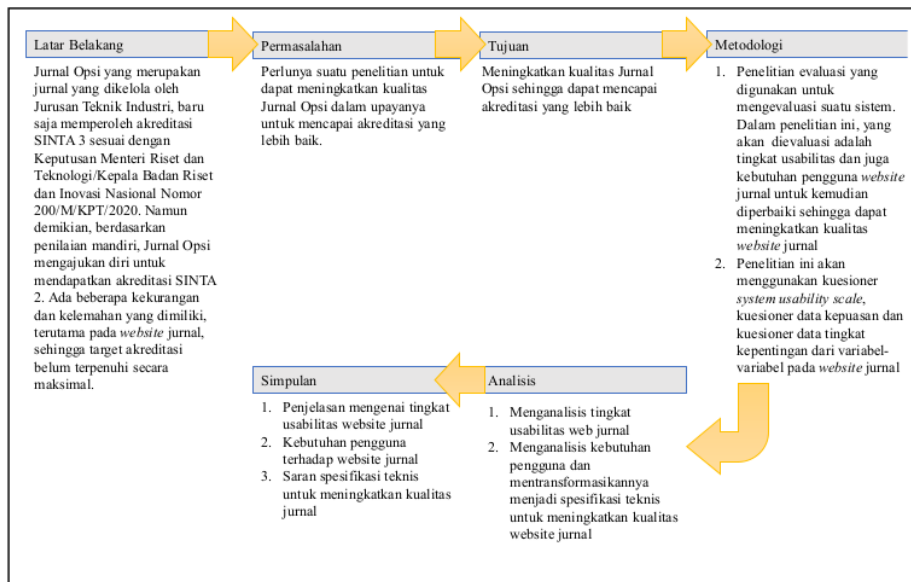 Latar Belakang
Jurnal Opsi yang merupakan
jurnal yang dikelola oleh
Jurusan Teknik Industri, baru
saja memperoleh akreditasi
SINTA 3 sesuai dengan
Keputusan Menteri Riset dan
Teknologi/Kepala Badan Riset
dan Inovasi Nasional Nomor
200/M/KPT/2020. Namun
demikian, berdasarkan
penilaian mandiri, Jurnal Opsi
mengajukan diri untuk
mendapatkan akreditasi SINTA
2. Ada beberapa kekurangan
dan kelemahan yang dimiliki,
terutama pada website jurnal,
sehingga target akreditasi
belum terpenuhi secara
maksimal.
Permasalahan
Perlunya suatu penelitian untuk
dapat meningkatkan kualitas
Jurnal Opsi dalam upayanya
untuk mencapai akreditasi yang
lebih baik.
Tujuan
Meningkatkan kualitas Jurnal
Opsi sehingga dapat mencapai
akreditasi yang lebih baik
Metodologi
1. Penelitian evaluasi yang
digunakan untuk
mengevaluasi suatu sistem.
Dalam penelitian ini, yang
akan dievaluasi adalah
tingkat usabilitas dan juga
kebutuhan pengguna website
jurnal untuk kemudian
diperbaiki sehingga dapat
meningkatkan kualitas
website jurnal
2. Penelitian ini akan
menggunakan kuesioner
system usability scale,
kuesioner data kepuasan dan
kuesioner data tingkat
kepentingan dari variabel-
variabel pada website jurnal
Analisis
1. Menganalisis tingkat
usabilitas web jurnal
2. Menganalisis kebutuhan
pengguna dan
mentransformasikannya
menjadi spesifikasi teknis
untuk meningkatkan kualitas
website jurnal
Simpulan
1. Penjelasan mengenai tingkat
usabilitas website jurnal
2. Kebutuhan pengguna
terhadap website jurnal
3. Saran spesifikasi teknis
untuk meningkatkan kualitas
jurnal